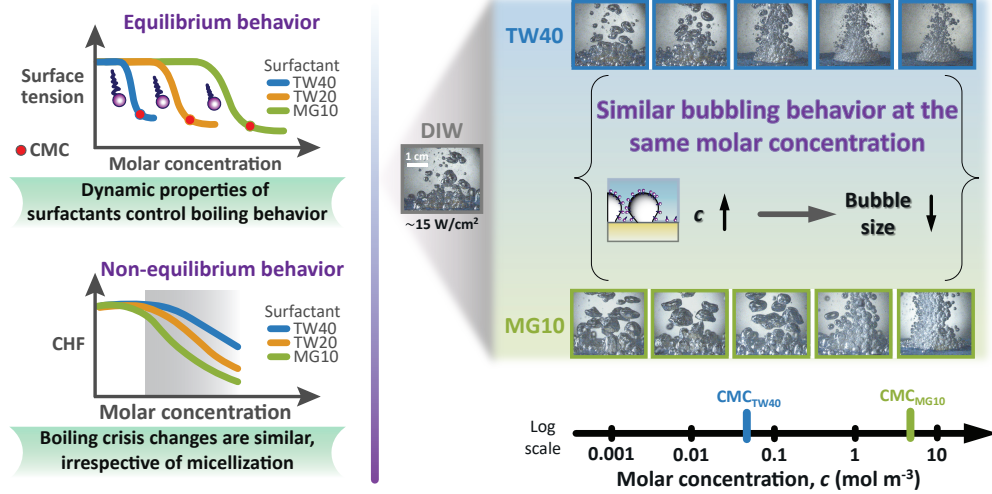 Equilibrium behavior
Surface
tension
Surfactant
TW40
TW20
MG10
CMC
Molar concentration
Dynamic properties of
surfactants control boiling behavior
Non-equilibrium behavior
CHF
Surfactant
TW40
TW20
MG10
Molar concentration
Boiling crisis changes are similar,
irrespective of micellization
DIW
1 cm
~15 W/cm²
TW40
Similar bubbling behavior at the
same molar concentration
c
Bubble
size
MG10
CMC_TW40
CMC_MG10
Log
scale
0.001
0.01
0.1
1
10
Molar concentration, c (mol m⁻³)